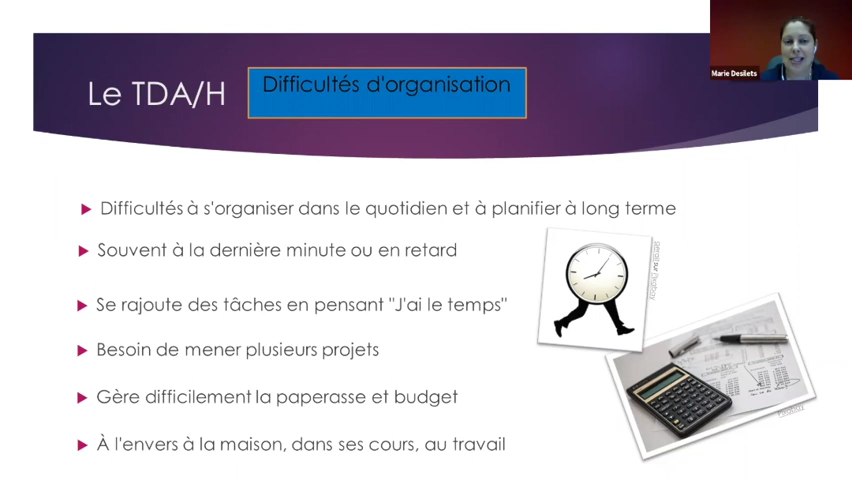 Marie Desilets
Le TDA/H
Difficultés d'organisation
Difficultés à s'organiser dans le quotidien et à planifier à long terme
Souvent à la dernière minute ou en retard
Se rajoute des tâches en pensant "J'ai le temps"
Besoin de mener plusieurs projets
Gère difficilement la paperasse et budget
À l'envers à la maison, dans ses cours, au travail